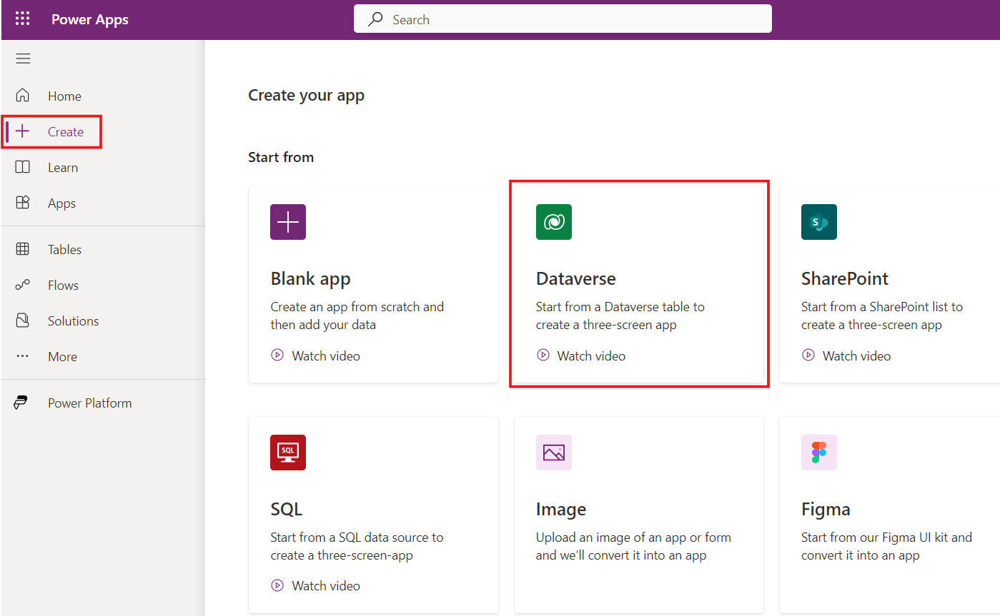 Power Apps
Search
Home
Create
Learn
Apps
Tables
Flows
Solutions
More
Power Platform
Create your app
Start from
Blank app
Create an app from scratch and
then add your data
Watch video
Dataverse
Start from a Dataverse table to
create a three-screen app
Watch video
S
SharePoint
Start from a SharePoint list to
create a three-screen app
Watch video
SQL
SQL
Start from a SQL data source to
create a three-screen-app
Watch video
Image
Upload an image of an app or form
and we’ll convert it into an app
Figma
Start from our Figma UI kit and
convert it into an app